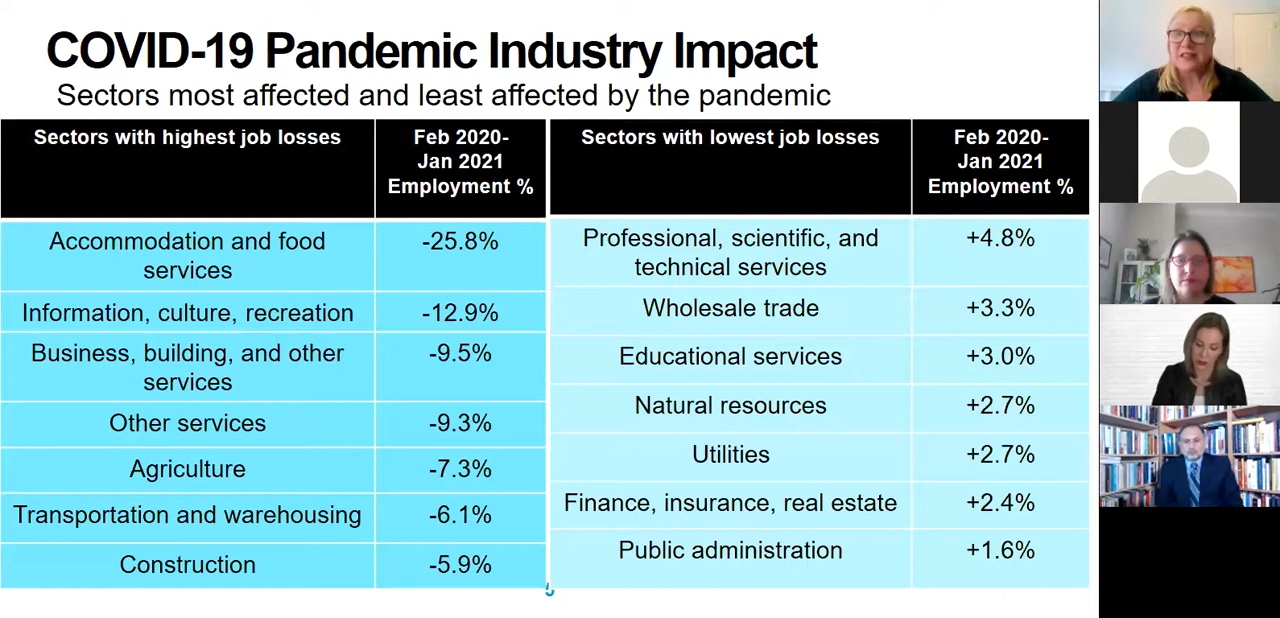 COVID-19 Pandemic Industry Impact
Sectors most affected and least affected by the pandemic
Sectors with highest job losses
Feb 2020-
Jan 2021
Employment %
Sectors with lowest job losses
Feb 2020-
Jan 2021
Employment %
Accommodation and food
services
-25.8%
Information, culture, recreation
-12.9%
Business, building, and other
services
-9.5%
Other services
-9.3%
Agriculture
-7.3%
Transportation and warehousing
-6.1%
Construction
-5.9%
Professional, scientific, and
technical services
+4.8%
Wholesale trade
+3.3%
Educational services
+3.0%
Natural resources
+2.7%
Utilities
+2.7%
Finance, insurance, real estate
+2.4%
Public administration
+1.6%